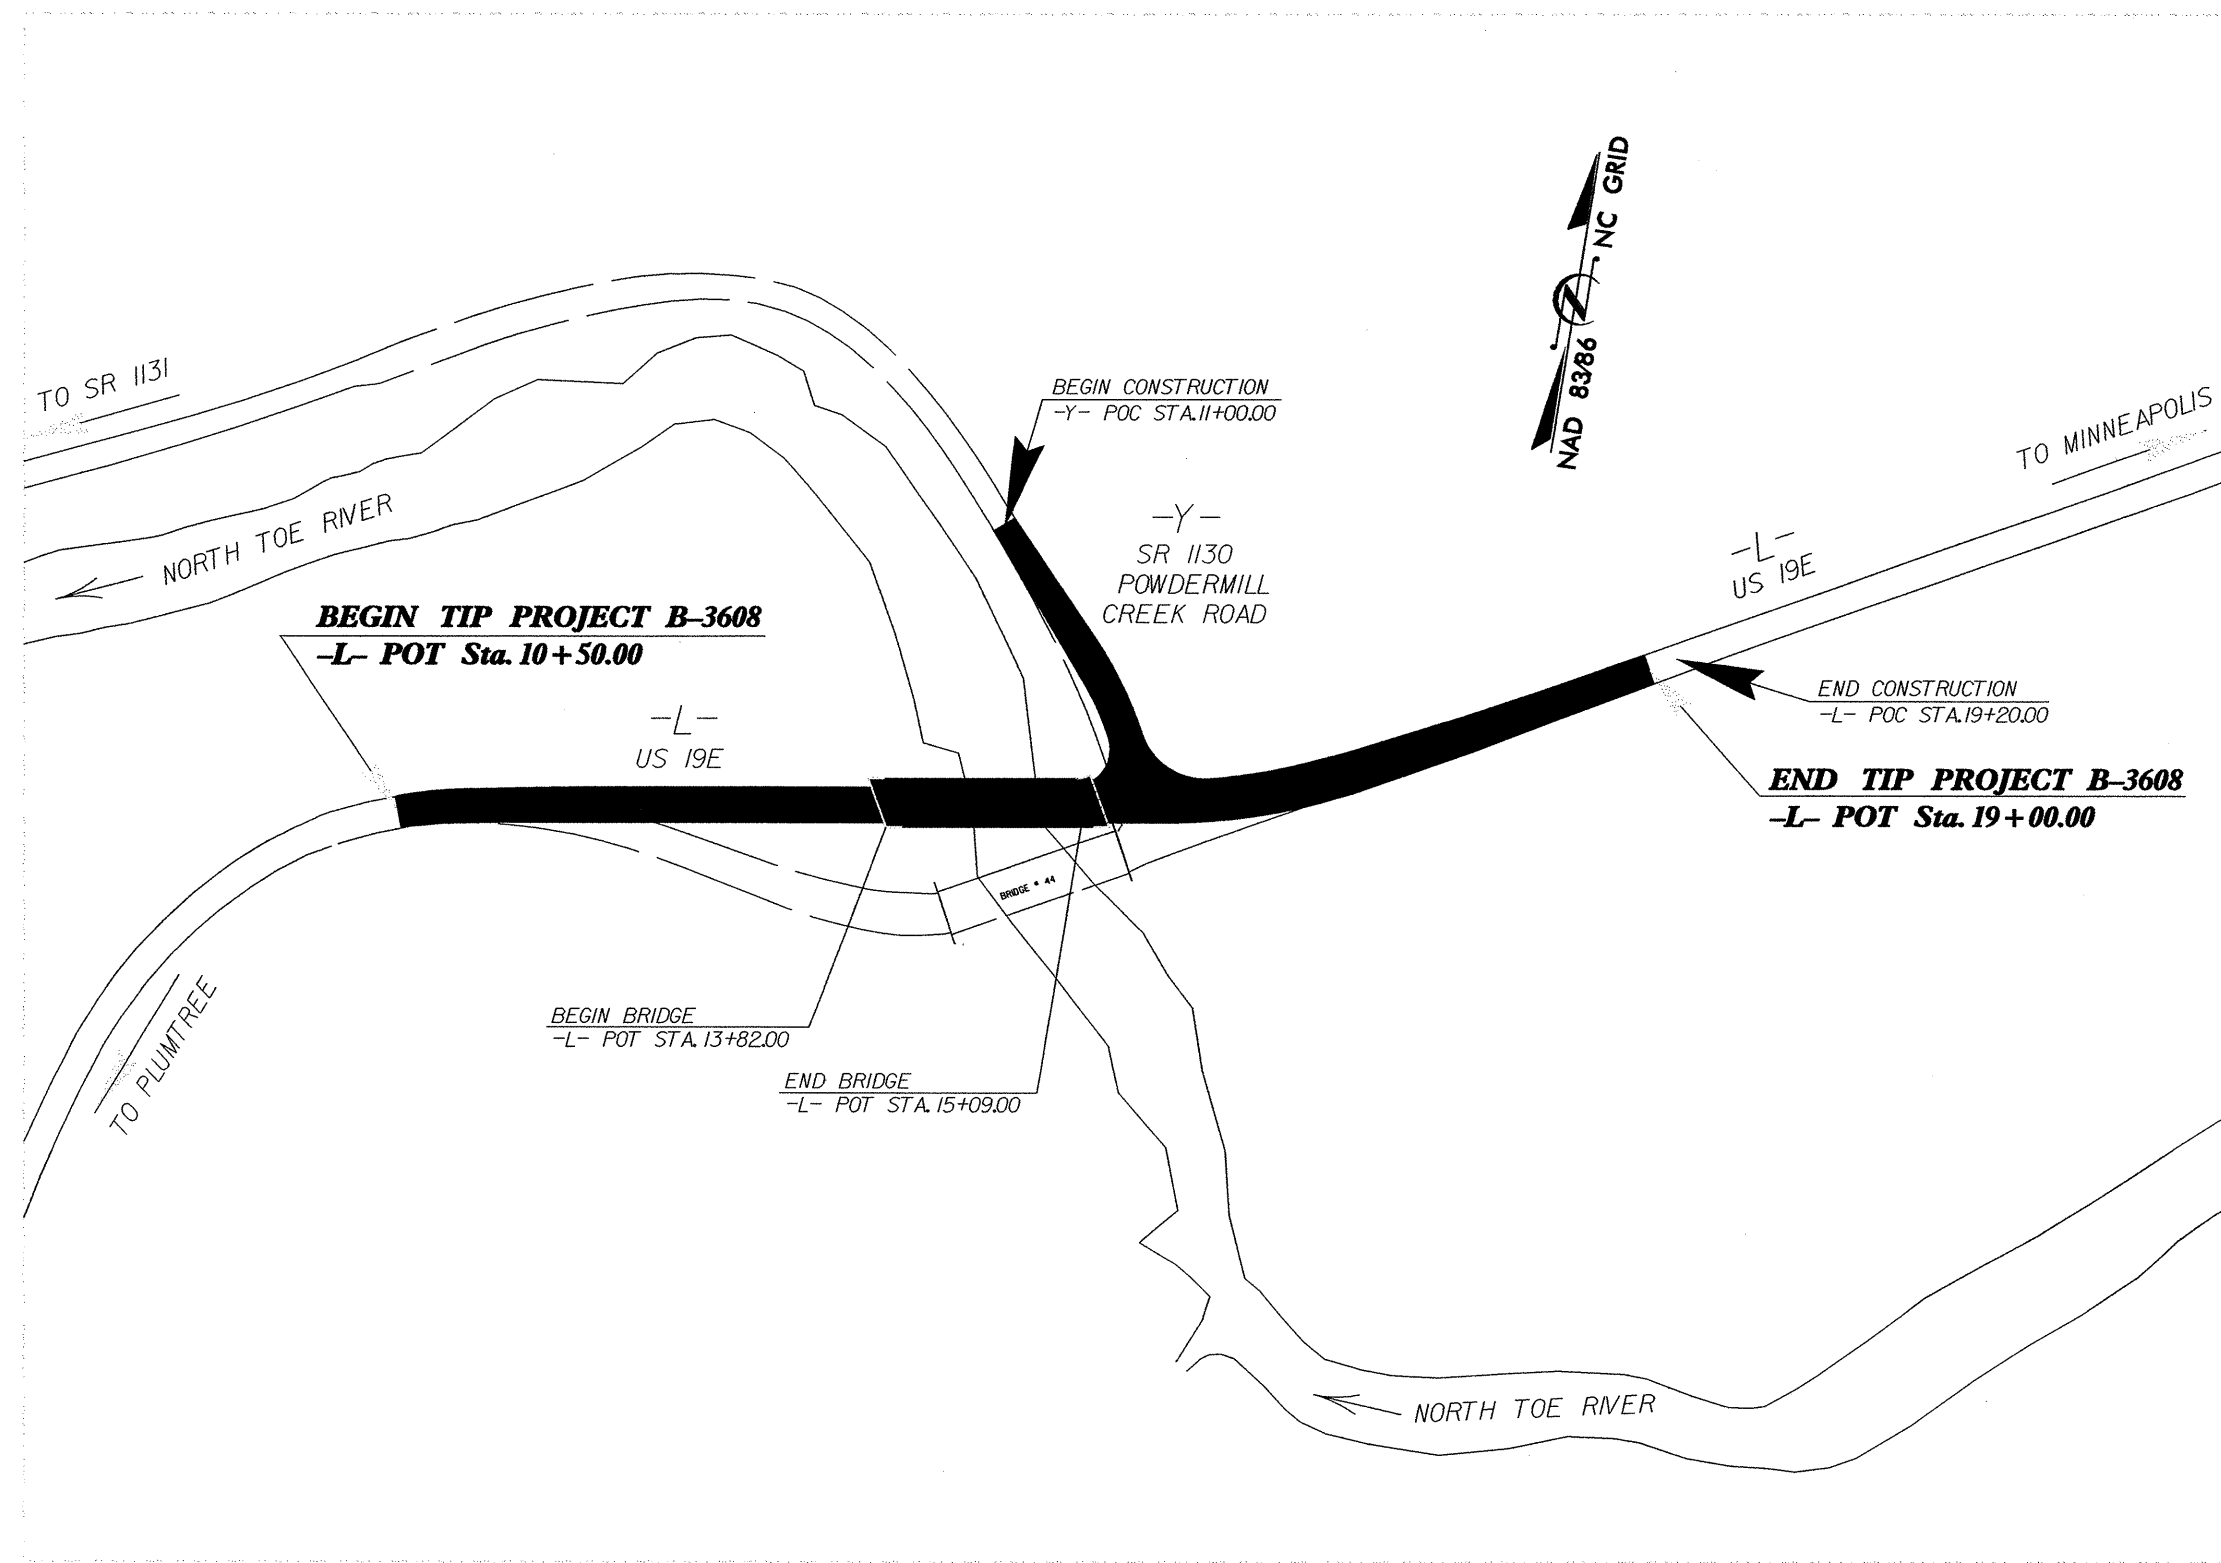 NAD 83/86 NC GRID
TO SR 1131
BEGIN CONSTRUCTION
-Y- POC STA.11+00.00
TO MINNEAPOLIS
NORTH TOE RIVER
-Y-
SR 1130
POWDERMILL
CREEK ROAD
-L-
US 19E
BEGIN TIP PROJECT B-3608
-L- POT Sta. 10+50.00
END CONSTRUCTION
-L- POC STA.19+20.00
-L-
US 19E
END TIP PROJECT B-3608
-L- POT Sta. 19+00.00
BRIDGE # 44
TO PLUMTREE
BEGIN BRIDGE
-L- POT STA.13+82.00
END BRIDGE
-L- POT STA.15+09.00
NORTH TOE RIVER